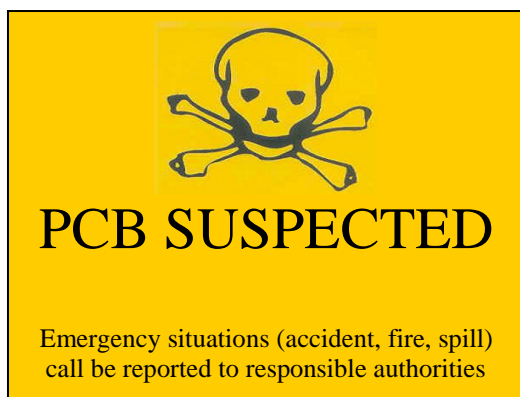 PCB SUSPECTED
Emergency situations (accident, fire, spill)
call be reported to responsible authorities